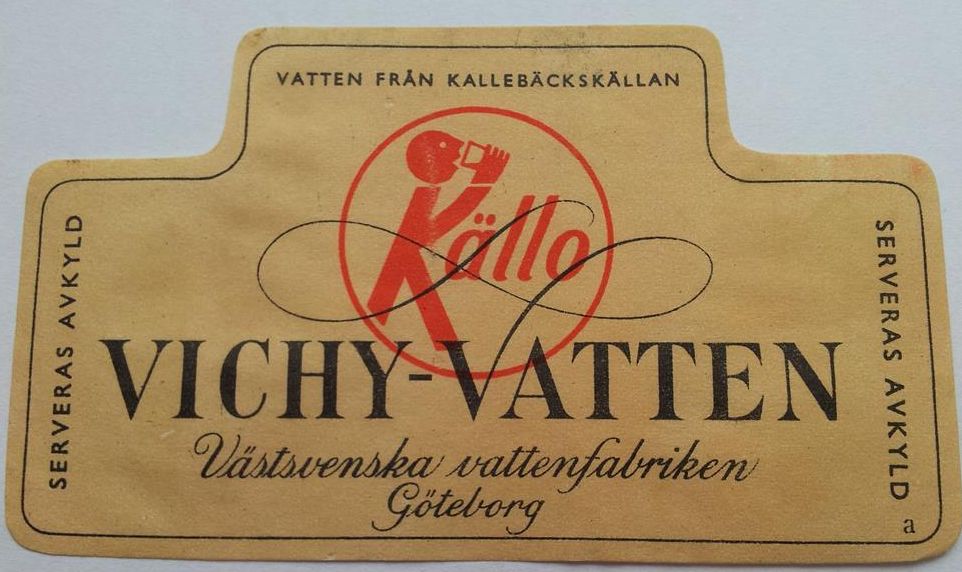 VATTEN FRÅN KALLEBÄCKSKÄLLAN
Källo
SERVERAS AVKYLD
VICHY-VATTEN
Västsvenska vattenfabriken
Göteborg
SERVERAS AVKYLD
a